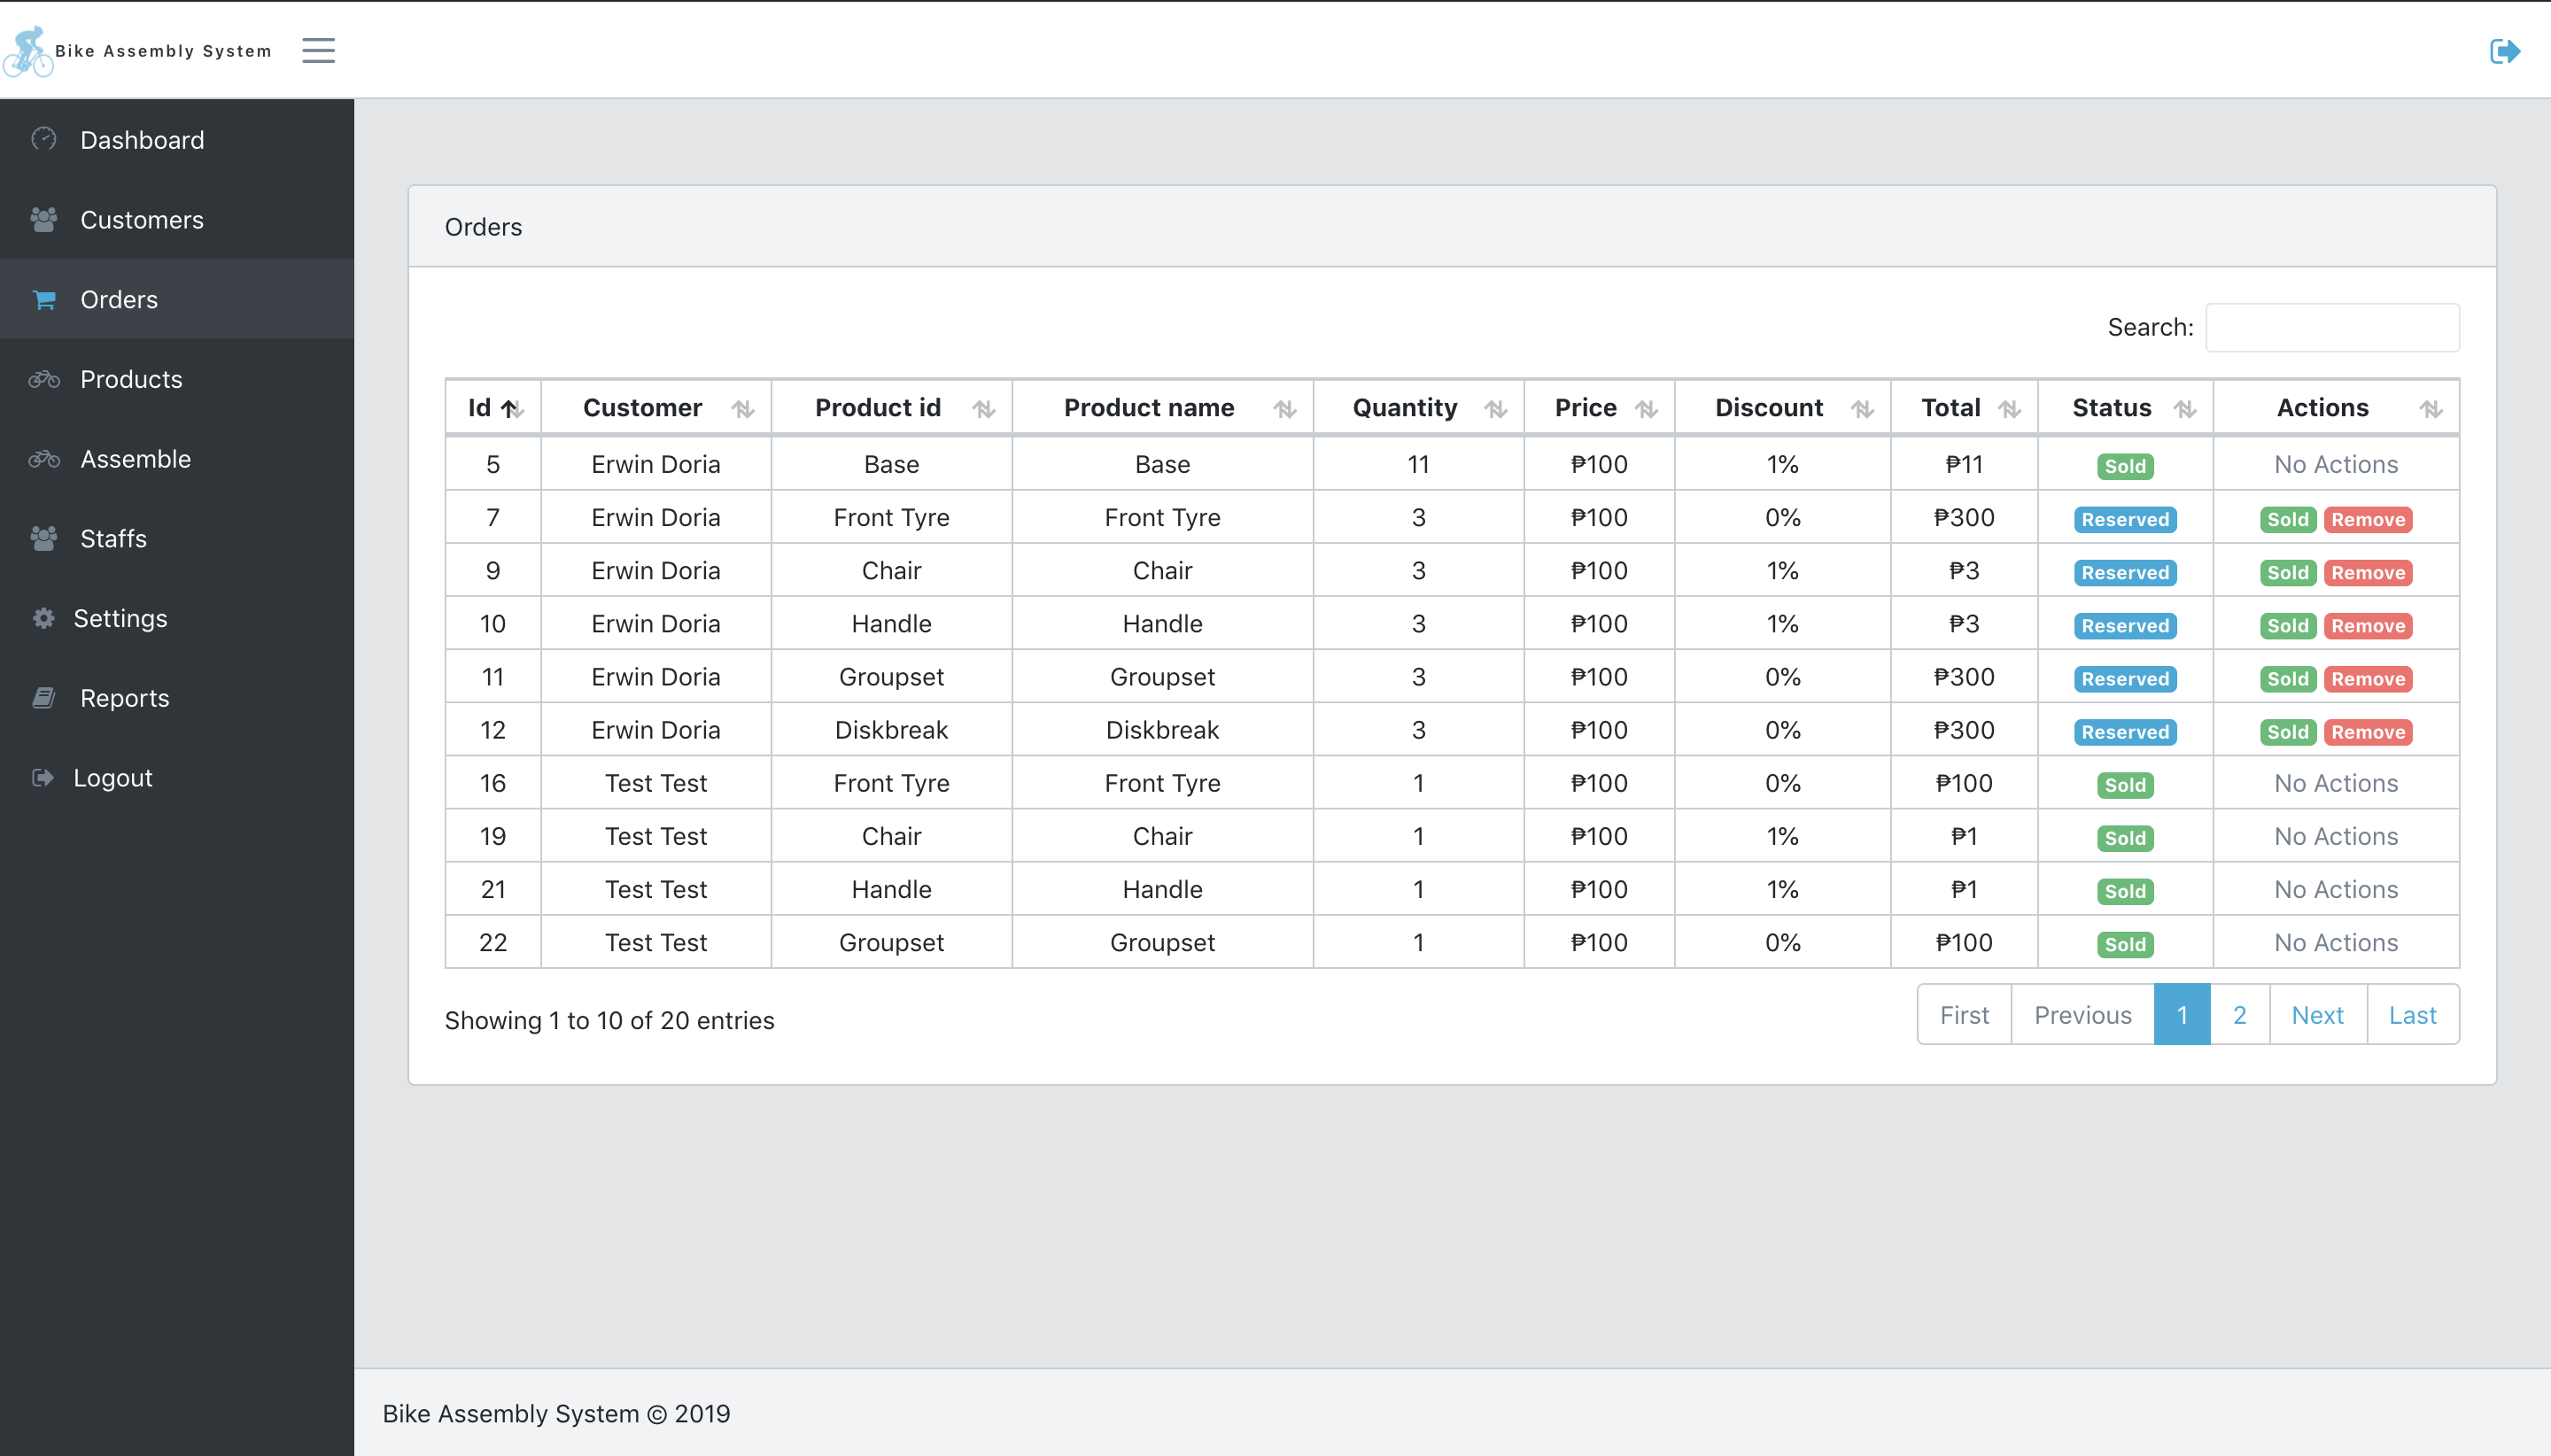 Bike Assembly System
Dashboard
Customers
Orders
Products
Assemble
Staffs
Settings
Reports
Logout
Orders
Search:
Id Customer Product id Product name Quantity Price Discount Total Status Actions
5 Erwin Doria Base Base 11 ₱100 1% ₱11 Sold No Actions
7 Erwin Doria Front Tyre Front Tyre 3 ₱100 0% ₱300 Reserved Sold Remove
9 Erwin Doria Chair Chair 3 ₱100 1% ₱3 Reserved Sold Remove
10 Erwin Doria Handle Handle 3 ₱100 1% ₱3 Reserved Sold Remove
11 Erwin Doria Groupset Groupset 3 ₱100 0% ₱300 Reserved Sold Remove
12 Erwin Doria Diskbreak Diskbreak 3 ₱100 0% ₱300 Reserved Sold Remove
16 Test Test Front Tyre Front Tyre 1 ₱100 0% ₱100 Sold No Actions
19 Test Test Chair Chair 1 ₱100 1% ₱1 Sold No Actions
21 Test Test Handle Handle 1 ₱100 1% ₱1 Sold No Actions
22 Test Test Groupset Groupset 1 ₱100 0% ₱100 Sold No Actions
Showing 1 to 10 of 20 entries
First Previous 1 2 Next Last
Bike Assembly System © 2019